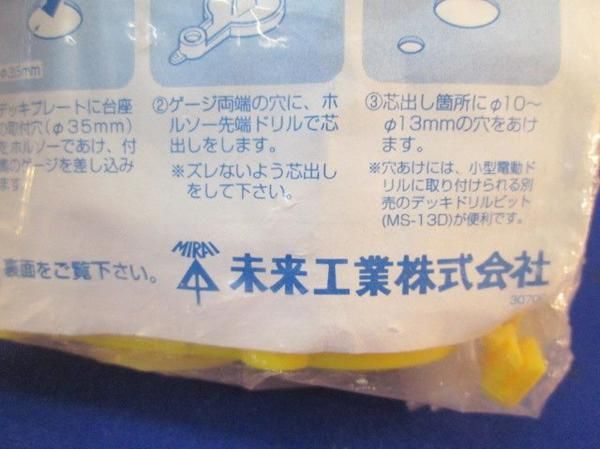 φ35mm
デッキプレートに台座
の取付穴(φ35mm)
をホルソーであけ、付
属のゲージを差し込み
ます。
②ゲージ両端の穴に、ホ
ルソー先端ドリルで芯
出しをします。
※ズレないよう芯出し
をして下さい。
③芯出し箇所にφ10〜
φ13mmの穴をあけ
ます。
※穴あけには、小型電動ド
リルに取り付けられる別
売のデッキドリルビット
(MS-13D)が便利です。
裏面をご覧下さい。
MIRAI
未来工業株式会社